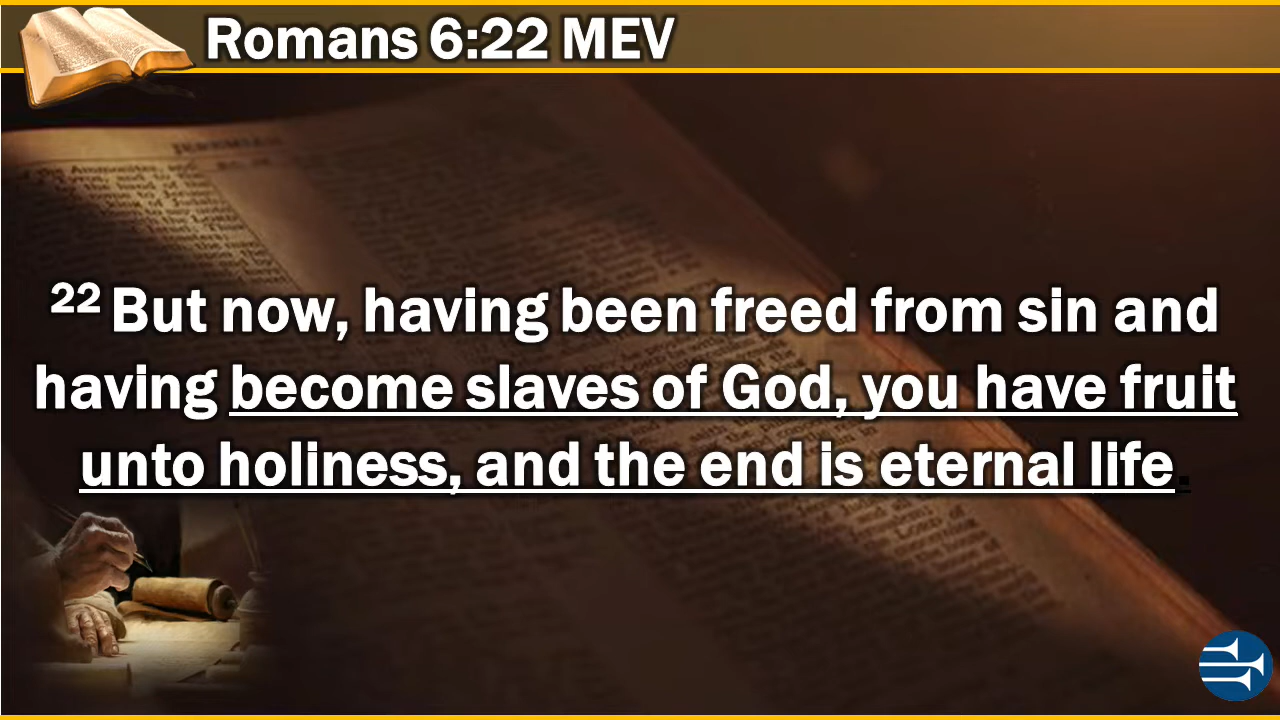 Romans 6:22 MEV
JEREMIAH
²² But now, having been freed from sin and
having become slaves of God, you have fruit
unto holiness, and the end is eternal life.